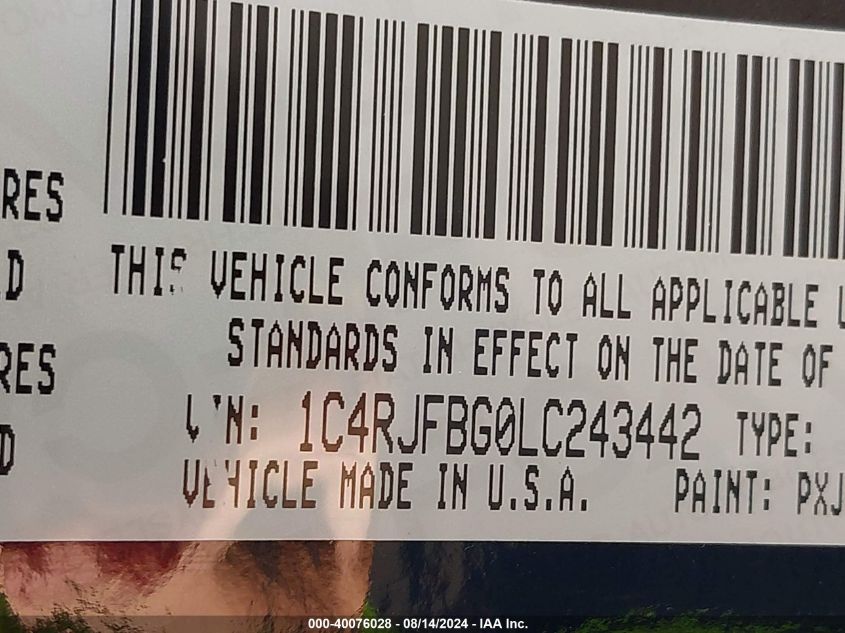 RES
D
RES
D
THIS VEHICLE CONFORMS TO ALL APPLICABLE
STANDARDS IN EFFECT ON THE DATE OF
VIN: 1C4RJFBG0LC243442 TYPE:
VEHICLE MADE IN U.S.A. PAINT: PXJ
000-40076028 - 08/14/2024 - IAA Inc.